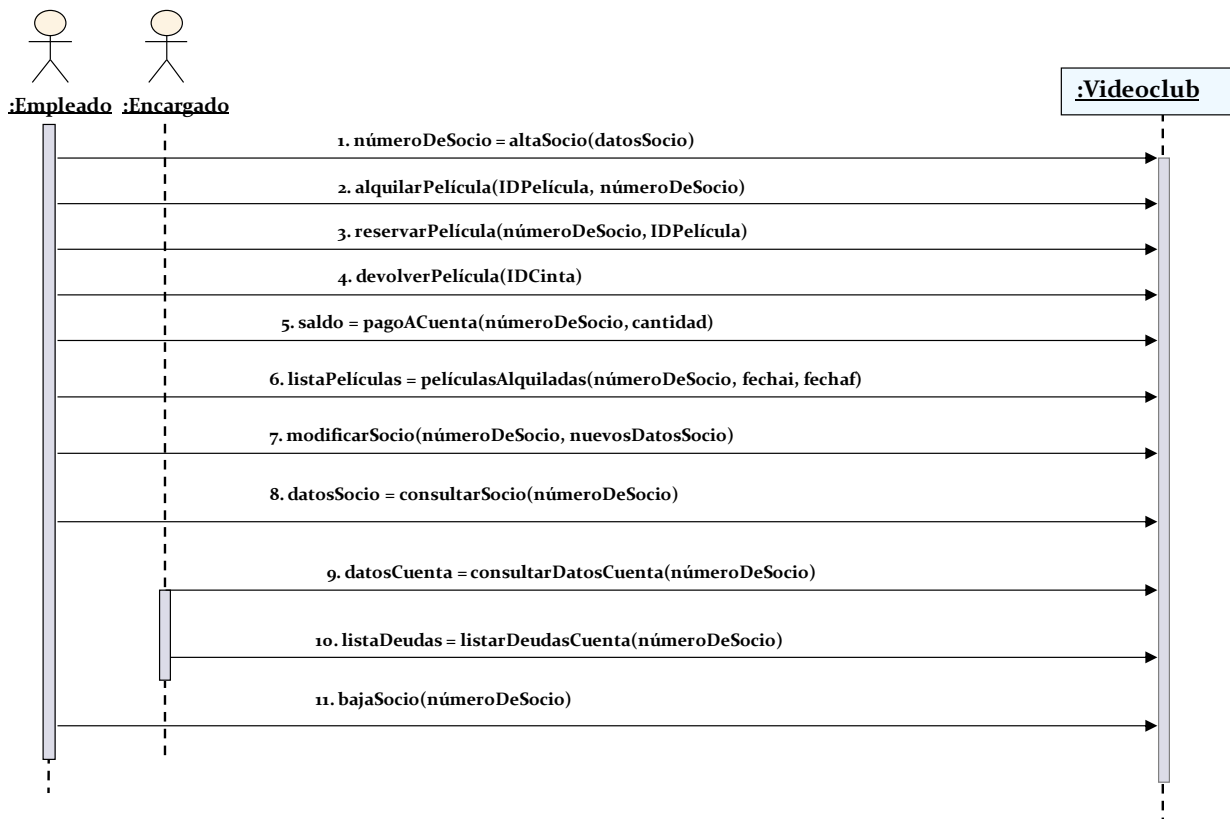 :Empleado :Encargado
:Videoclub
1. númeroDeSocio = altaSocio(datosSocio)
2. alquilarPelícula(IDPelícula, númeroDeSocio)
3. reservarPelícula(númeroDeSocio, IDPelícula)
4. devolverPelícula(IDCinta)
5. saldo = pagoACuenta(númeroDeSocio, cantidad)
6. listaPelículas = películasAlquiladas(númeroDeSocio, fechai, fechaf)
7. modificarSocio(númeroDeSocio, nuevosDatosSocio)
8. datosSocio = consultarSocio(númeroDeSocio)
9. datosCuenta = consultarDatosCuenta(númeroDeSocio)
10. listaDeudas = listarDeudasCuenta(númeroDeSocio)
11. bajaSocio(númeroDeSocio)